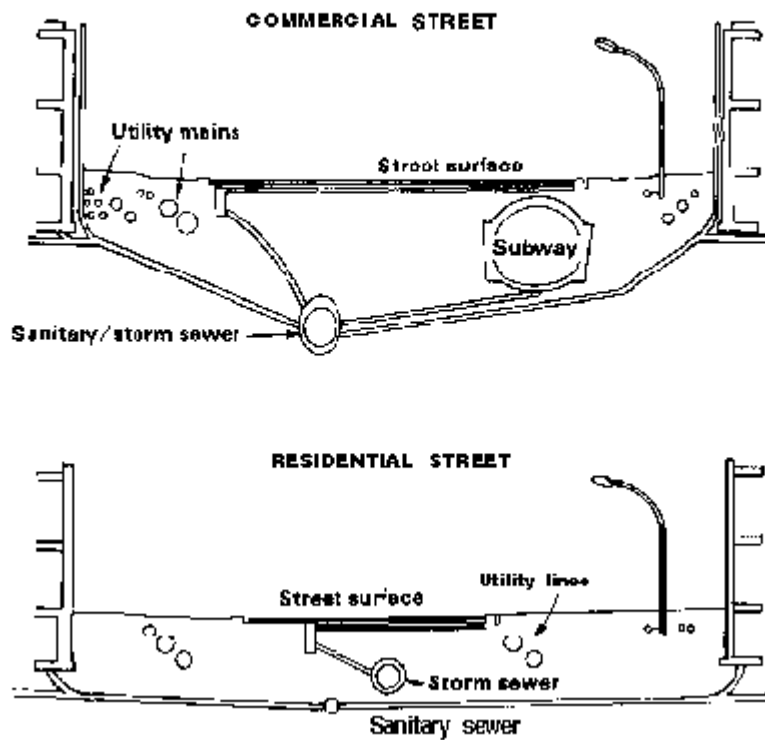 COMMERCIAL STREET
Utility mains
Street surface
Subway
Sanitary/storm sewer
RESIDENTIAL STREET
Utility lines
Street surface
Storm sewer
Sanitary sewer